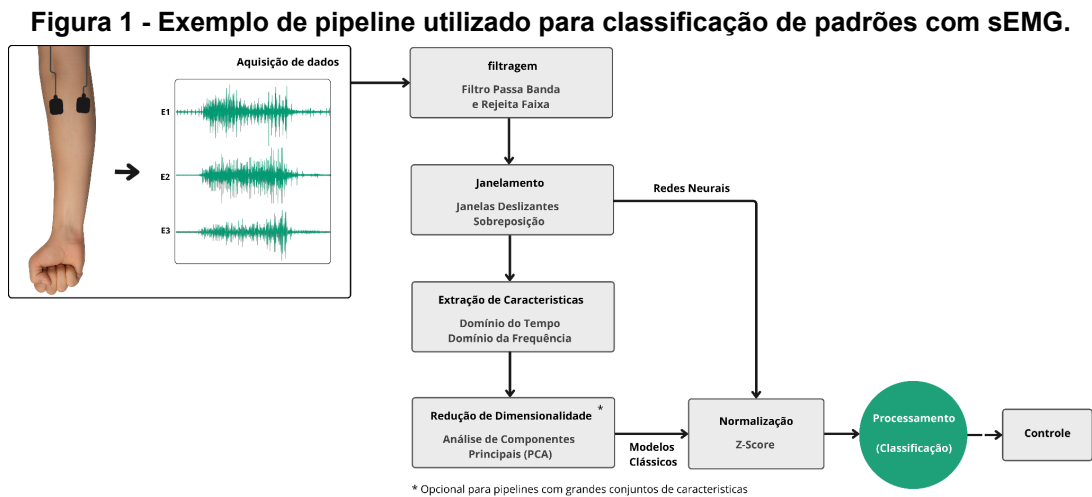 Figura 1 - Exemplo de pipeline utilizado para classificação de padrões com sEMG.
Aquisição de dados
E1
E2
E3
filtragem
Filtro Passa Banda
e Rejeita Faixa
Janelamento
Janelas Deslizantes
Sobreposição
Redes Neurais
Extração de Caracteristicas
Domínio do Tempo
Domínio da Frequência
Redução de Dimensionalidade *
Análise de Componentes
Principais (PCA)
Modelos
Clássicos
Normalização
Z-Score
Processamento
(Classificação)
Controle
* Opcional para pipelines com grandes conjuntos de caracteristicas